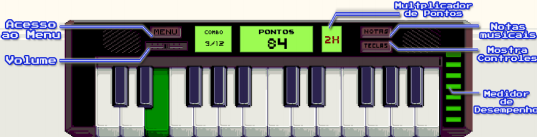 Acesso
ao Menu
Volume
MENU
COMBO
9/12
PONTOS
84
2X
Multiplicador
de Pontos
NOTAS
TECLAS
Notas
musicais
Mostra
Controles
Medidor
de
Desempenho